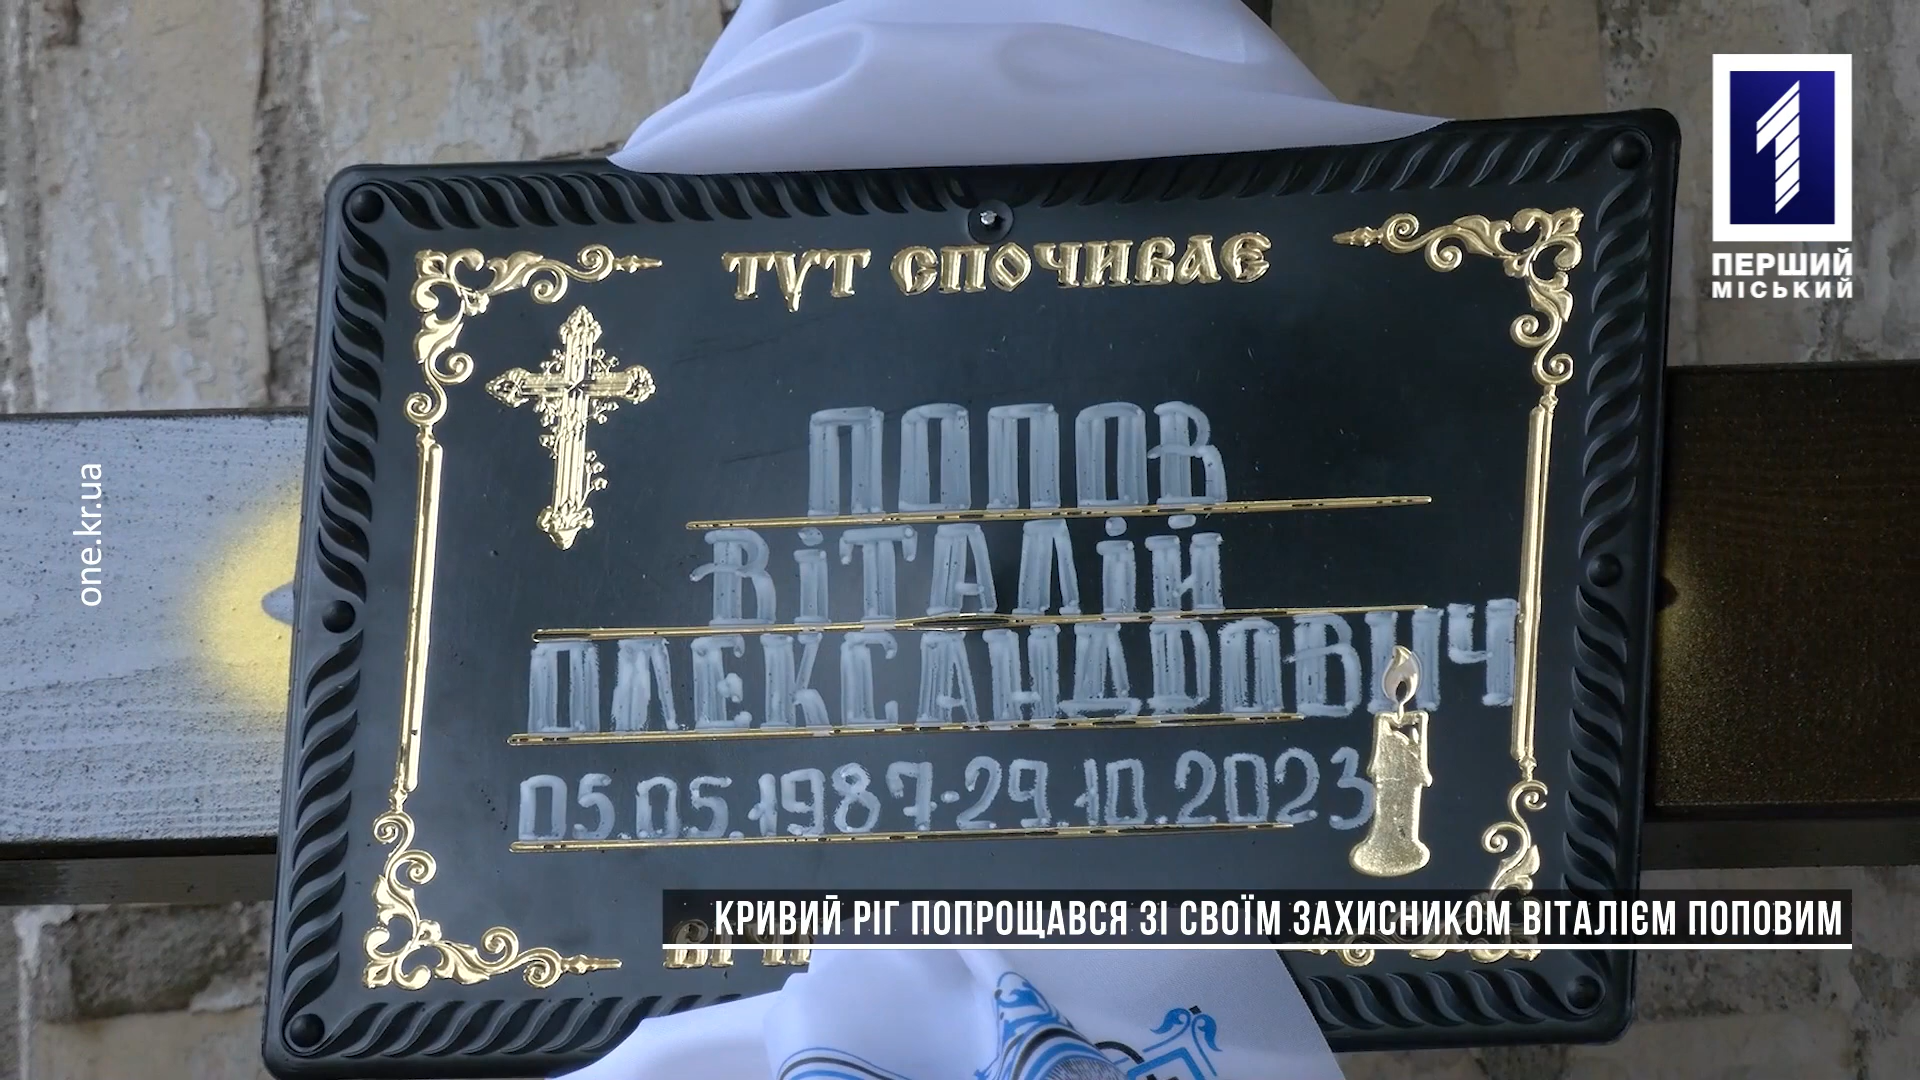 ТУТ СПОЧИВАЄ
ПОПОВ
ВІТАЛІЙ
ОЛЕКСАНДРОВИЧ
05.05.1987-29.10.2023
КРИВИЙ РІГ ПОПРОЩАВСЯ ЗІ СВОЇМ ЗАХИСНИКОМ ВІТАЛІЄМ ПОПОВИМ
ПЕРШИЙ
МІСЬКИЙ
one.kr.ua